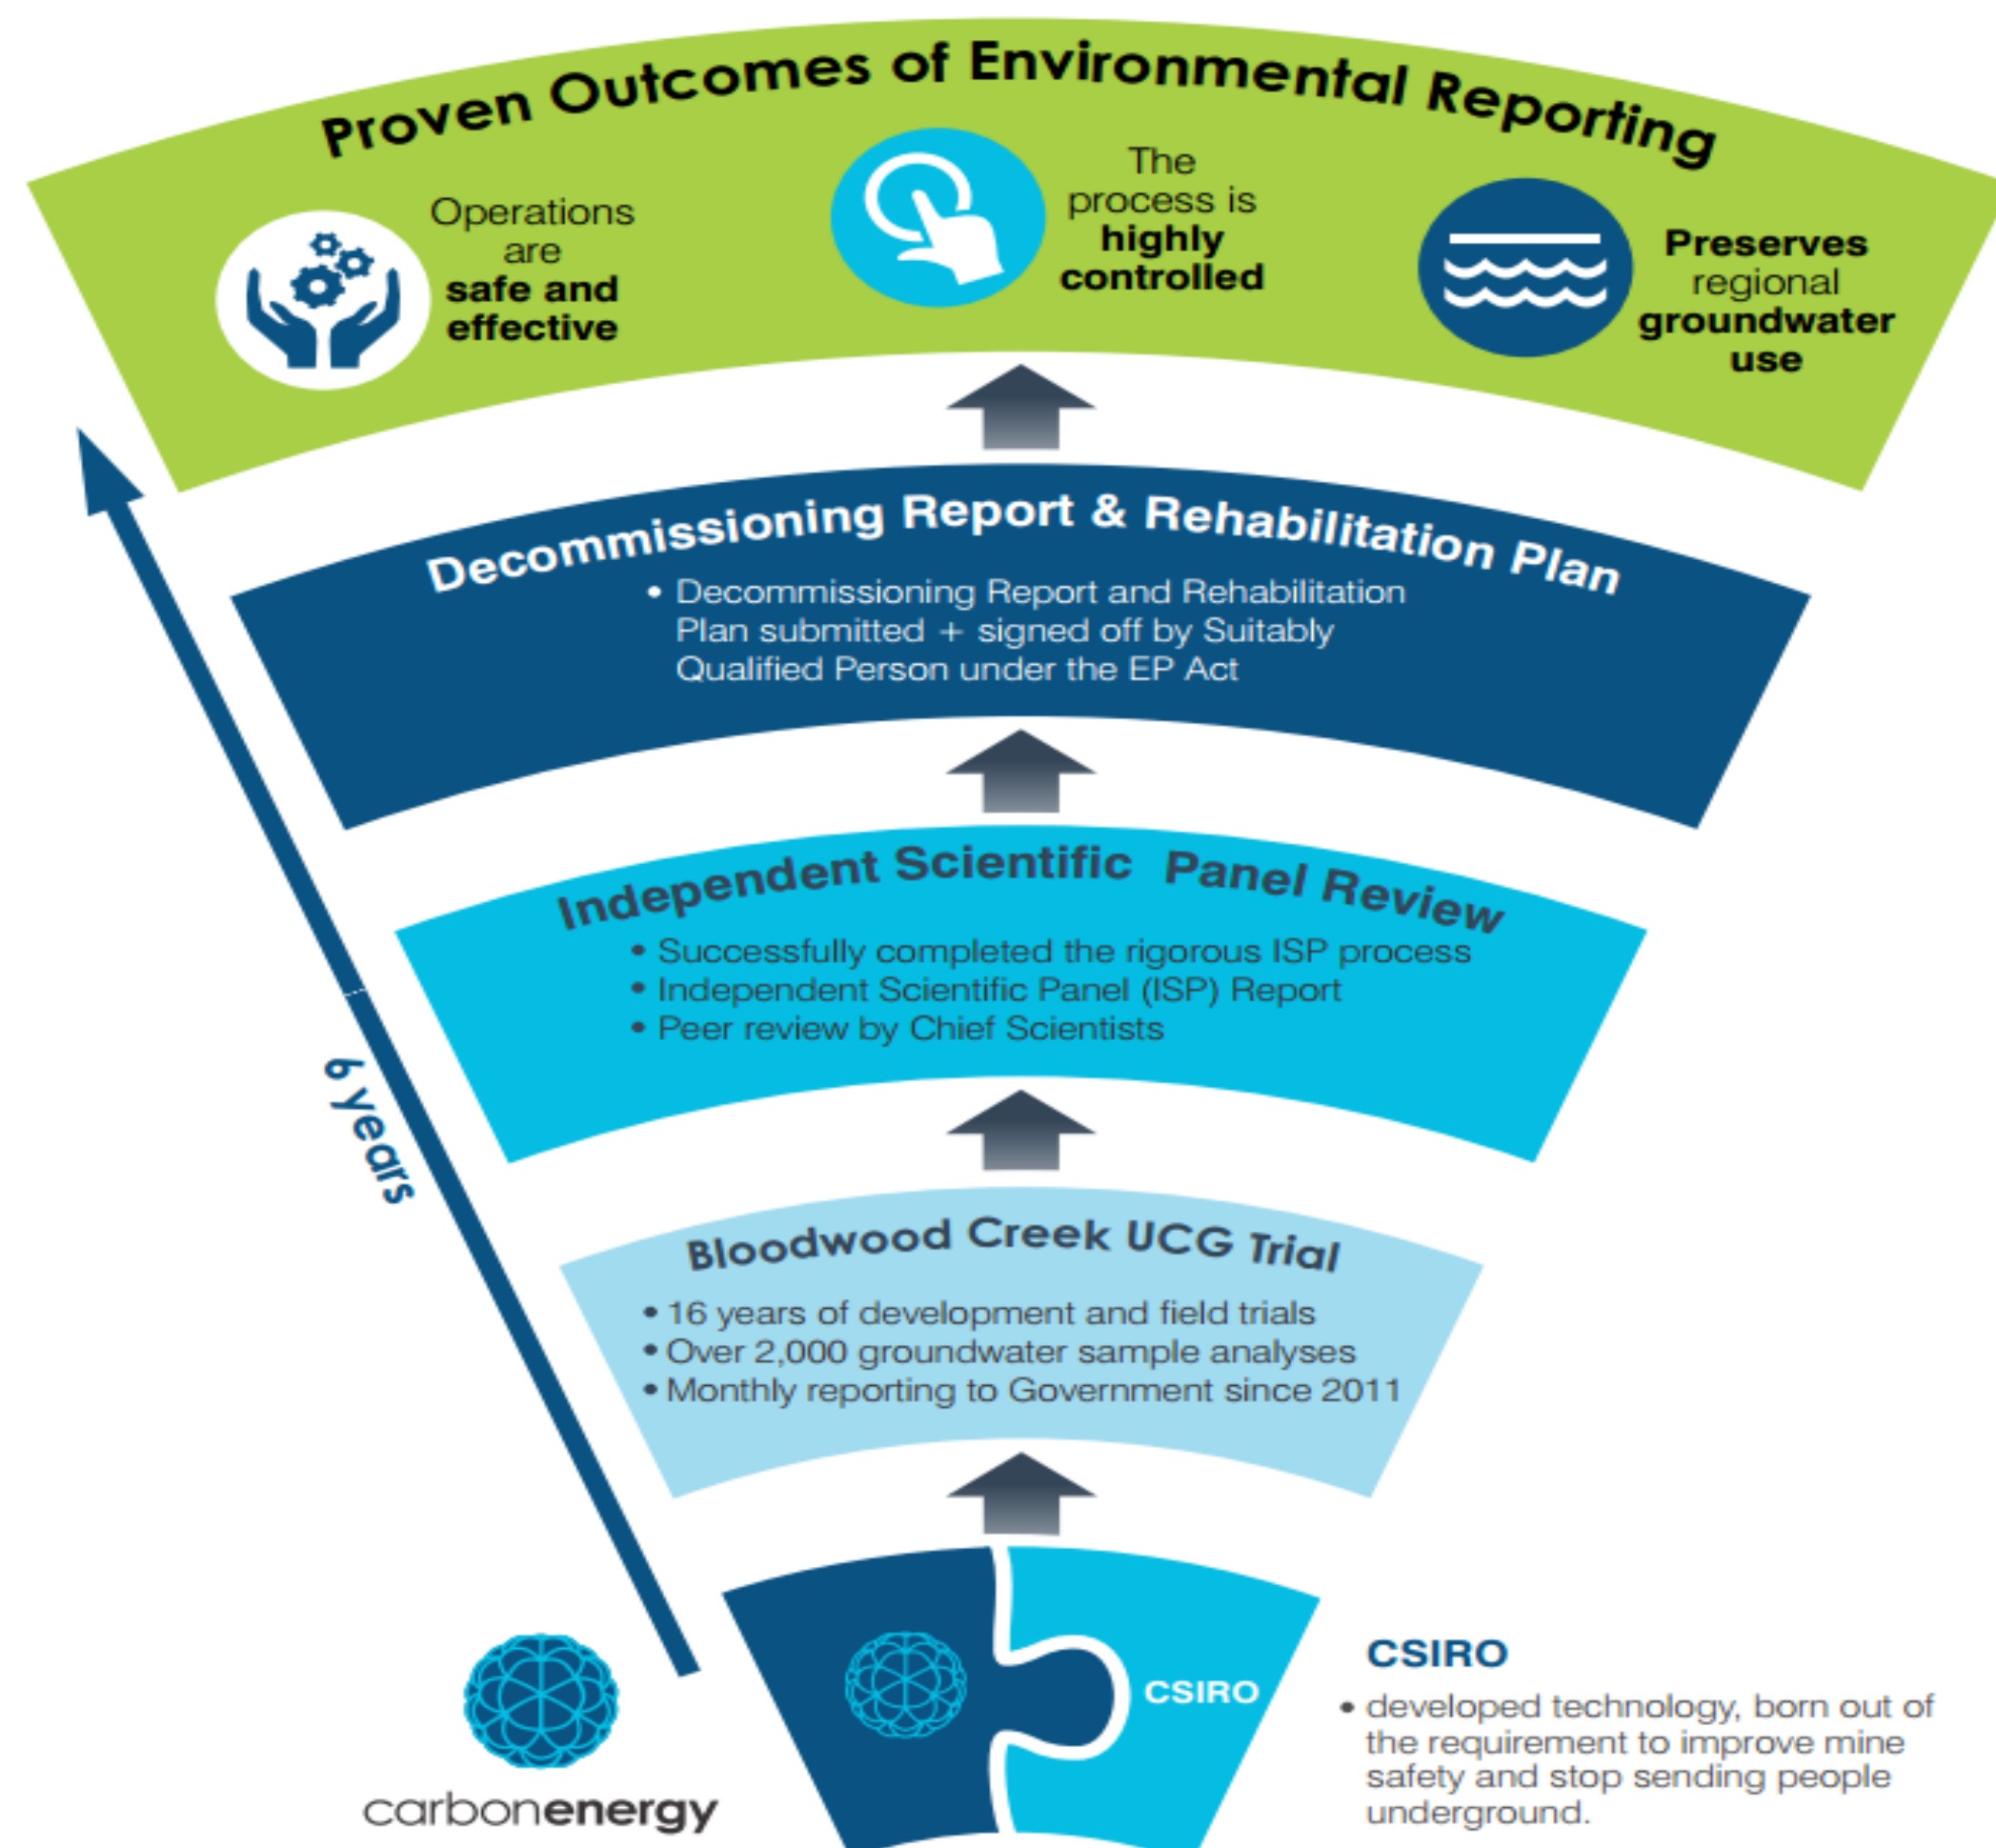 Proven Outcomes of Environmental Reporting
Operations
are
safe and
effective
The
process is
highly
controlled
Preserves
regional
groundwater
use
Decommissioning Report & Rehabilitation Plan
• Decommissioning Report and Rehabilitation
Plan submitted + signed off by Suitably
Qualified Person under the EP Act
Independent Scientific Panel Review
• Successfully completed the rigorous ISP process
• Independent Scientific Panel (ISP) Report
• Peer review by Chief Scientists
6 years
Bloodwood Creek UCG Trial
• 16 years of development and field trials
• Over 2,000 groundwater sample analyses
• Monthly reporting to Government since 2011
carbonenergy
CSIRO
CSIRO
• developed technology, born out of
the requirement to improve mine
safety and stop sending people
underground.